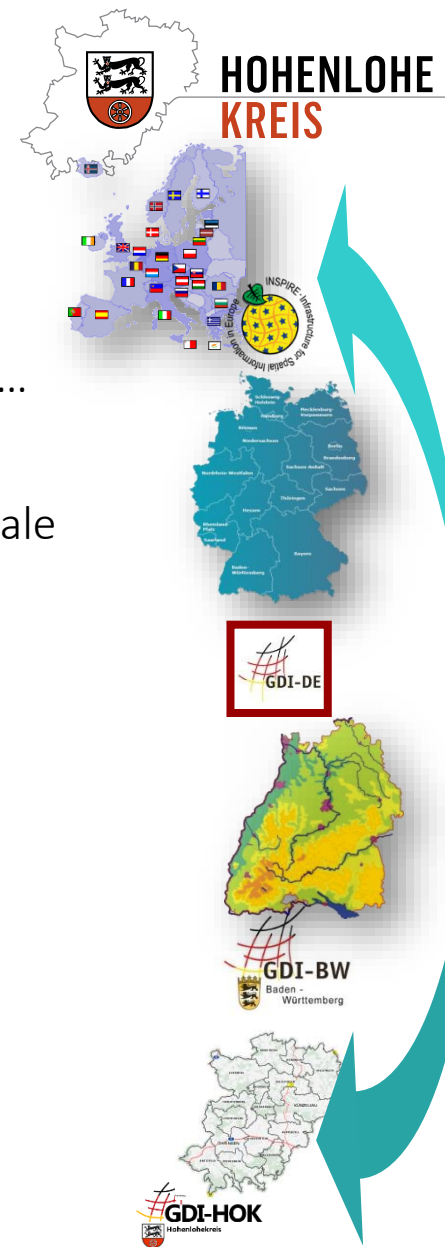 HOHENLOHE
KREIS
INSPIRE - Infrastructure for Spatial Information in Europe
...
Schleswig-
Holstein
Hamburg
Mecklenburg-
Vorpommern
Bremen
Niedersachsen
Berlin
Brandenburg
Sachsen-Anhalt
Nordrhein-Westfalen
Sachsen
Thüringen
Hessen
ale
Rheinland-
Pfalz
Saarland
Bayern
Baden-
Württemberg
GDI-DE
GDI-BW
Baden -
Württemberg
GDI-HOK
Hohenlohekreis